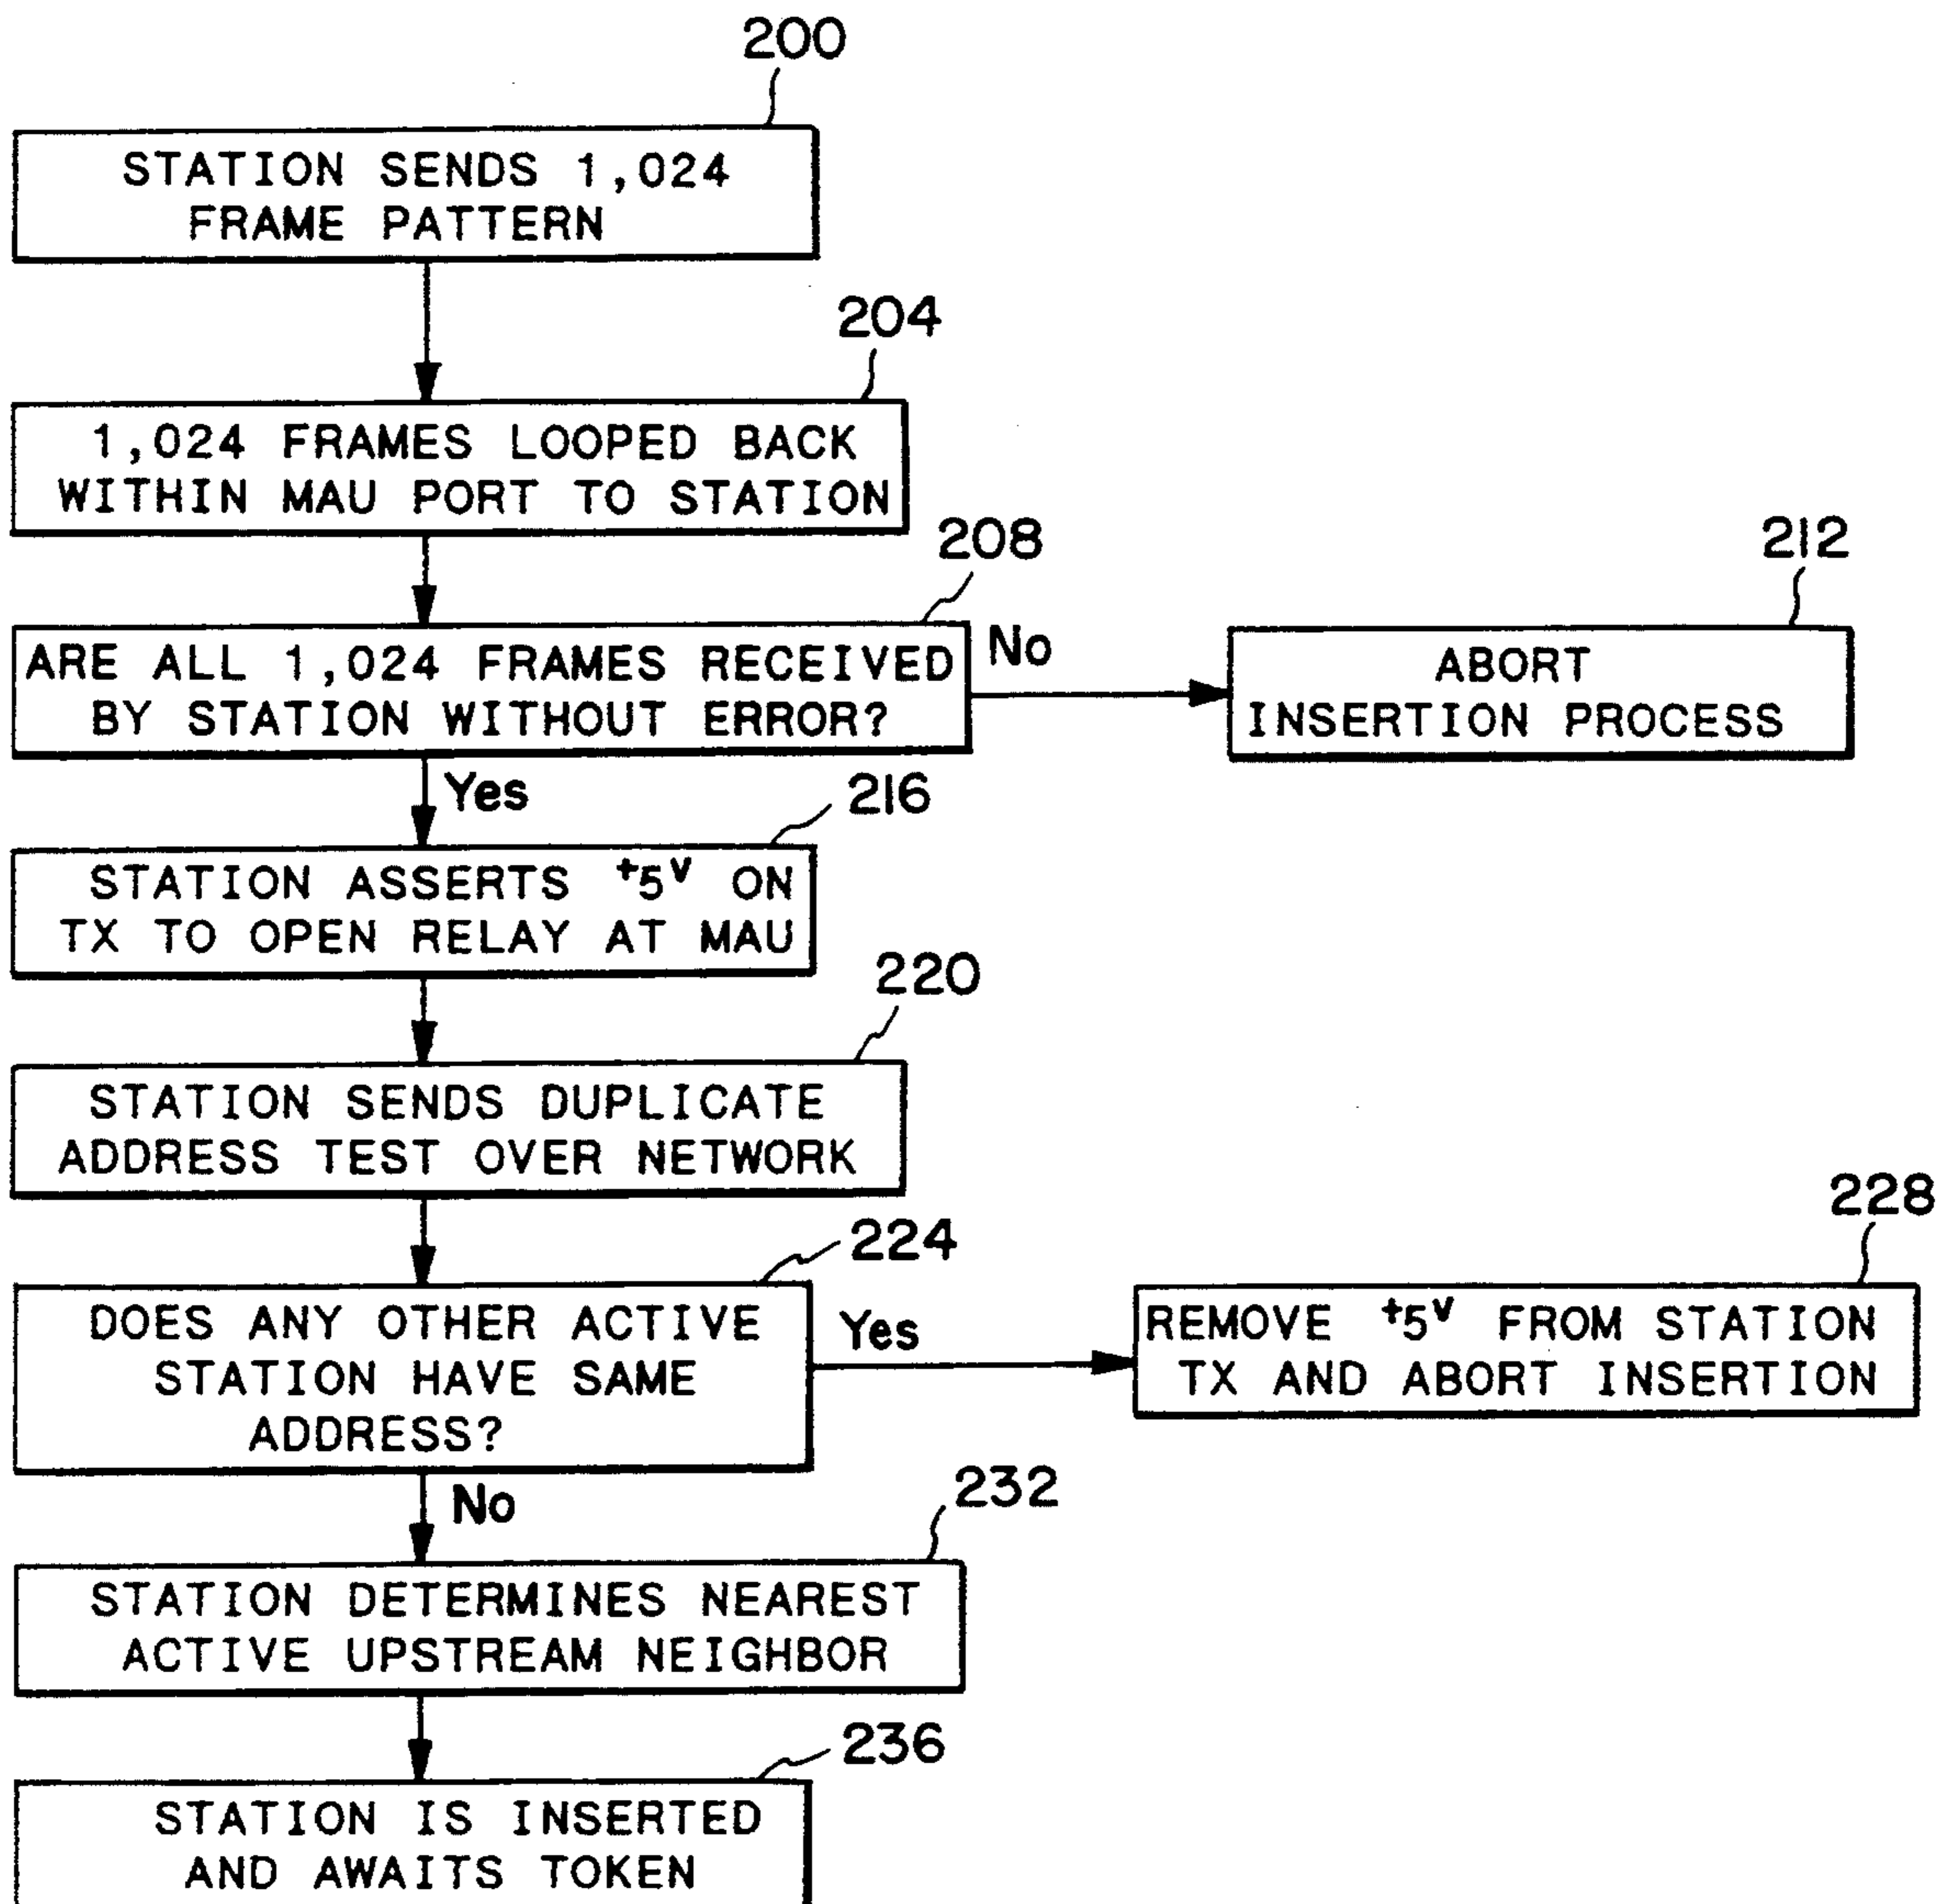 200
STATION SENDS 1,024
FRAME PATTERN
204
1,024 FRAMES LOOPED BACK
WITHIN MAU PORT TO STATION
208
ARE ALL 1,024 FRAMES RECEIVED
BY STATION WITHOUT ERROR?
No
212
ABORT
INSERTION PROCESS
Yes
216
STATION ASSERTS +5V ON
TX TO OPEN RELAY AT MAU
220
STATION SENDS DUPLICATE
ADDRESS TEST OVER NETWORK
224
DOES ANY OTHER ACTIVE
STATION HAVE SAME
ADDRESS?
Yes
228
REMOVE +5V FROM STATION
TX AND ABORT INSERTION
No
232
STATION DETERMINES NEAREST
ACTIVE UPSTREAM NEIGHBOR
236
STATION IS INSERTED
AND AWAITS TOKEN